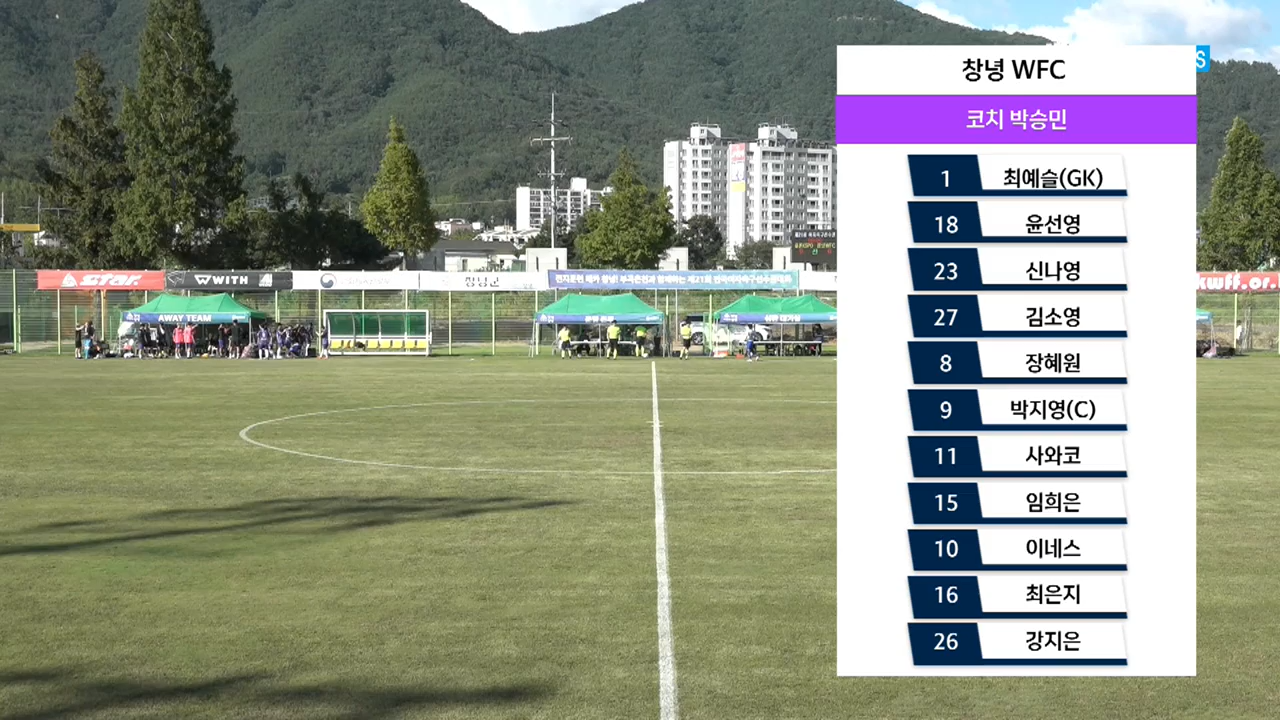 창녕 WFC
코치 박승민
1 최예슬(GK)
18 윤선영
23 신나영
27 김소영
8 장혜원
9 박지영(C)
11 사와코
15 임희은
10 이네스
16 최은지
26 강지은
S
STAR
WITH
창녕군
kwff.or.
AWAY TEAM